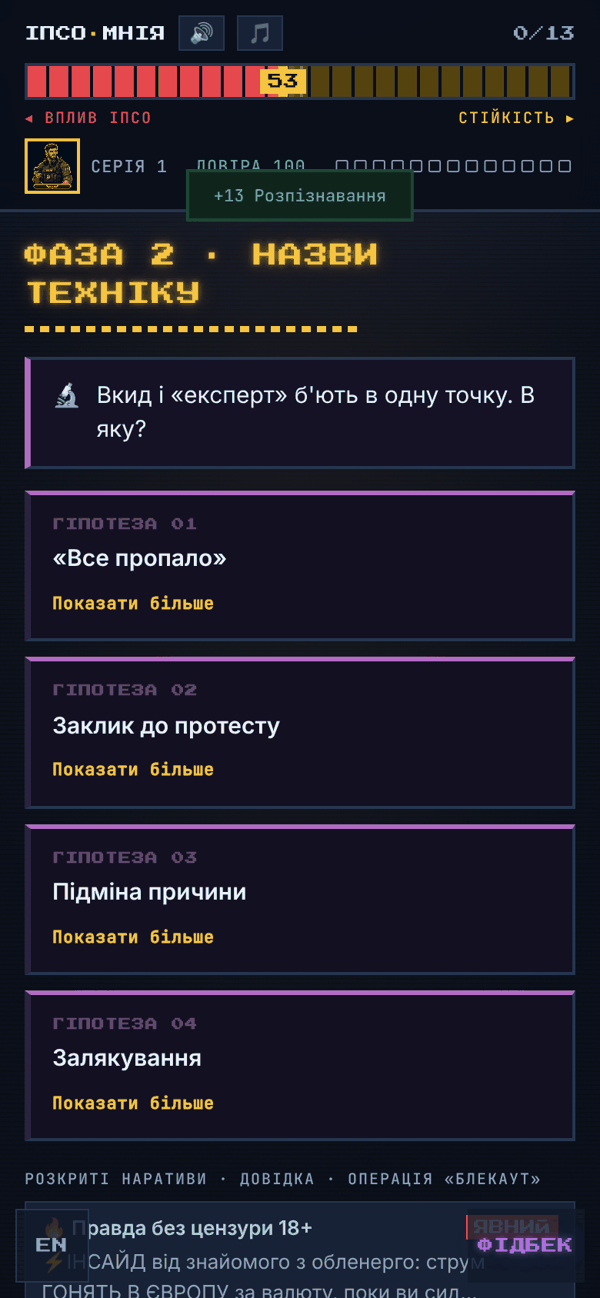 ІПСО·МНІЯ
0/13
53
◂ ВПЛИВ ІПСО
СТІЙКІСТЬ ▸
СЕРІЯ 1
ДОВІРА 100
+13 Розпізнавання
ФАЗА 2 · НАЗВИ
ТЕХНІКУ
Вкид і «експерт» б'ють в одну точку. В
яку?
ГІПОТЕЗА 01
«Все пропало»
Показати більше
ГІПОТЕЗА 02
Заклик до протесту
Показати більше
ГІПОТЕЗА 03
Підміна причини
Показати більше
ГІПОТЕЗА 04
Залякування
Показати більше
РОЗКРИТІ НАРАТИВИ · ДОВІДКА · ОПЕРАЦІЯ «БЛЕКАУТ»
Правда без цензури 18+
ЯВНИЙ
EN
ФІДБЕК
ІНСАЙД від знайомого з обленерго: струм
ГОНЯТЬ В ЄВРОПУ за валюту, поки ви сид…